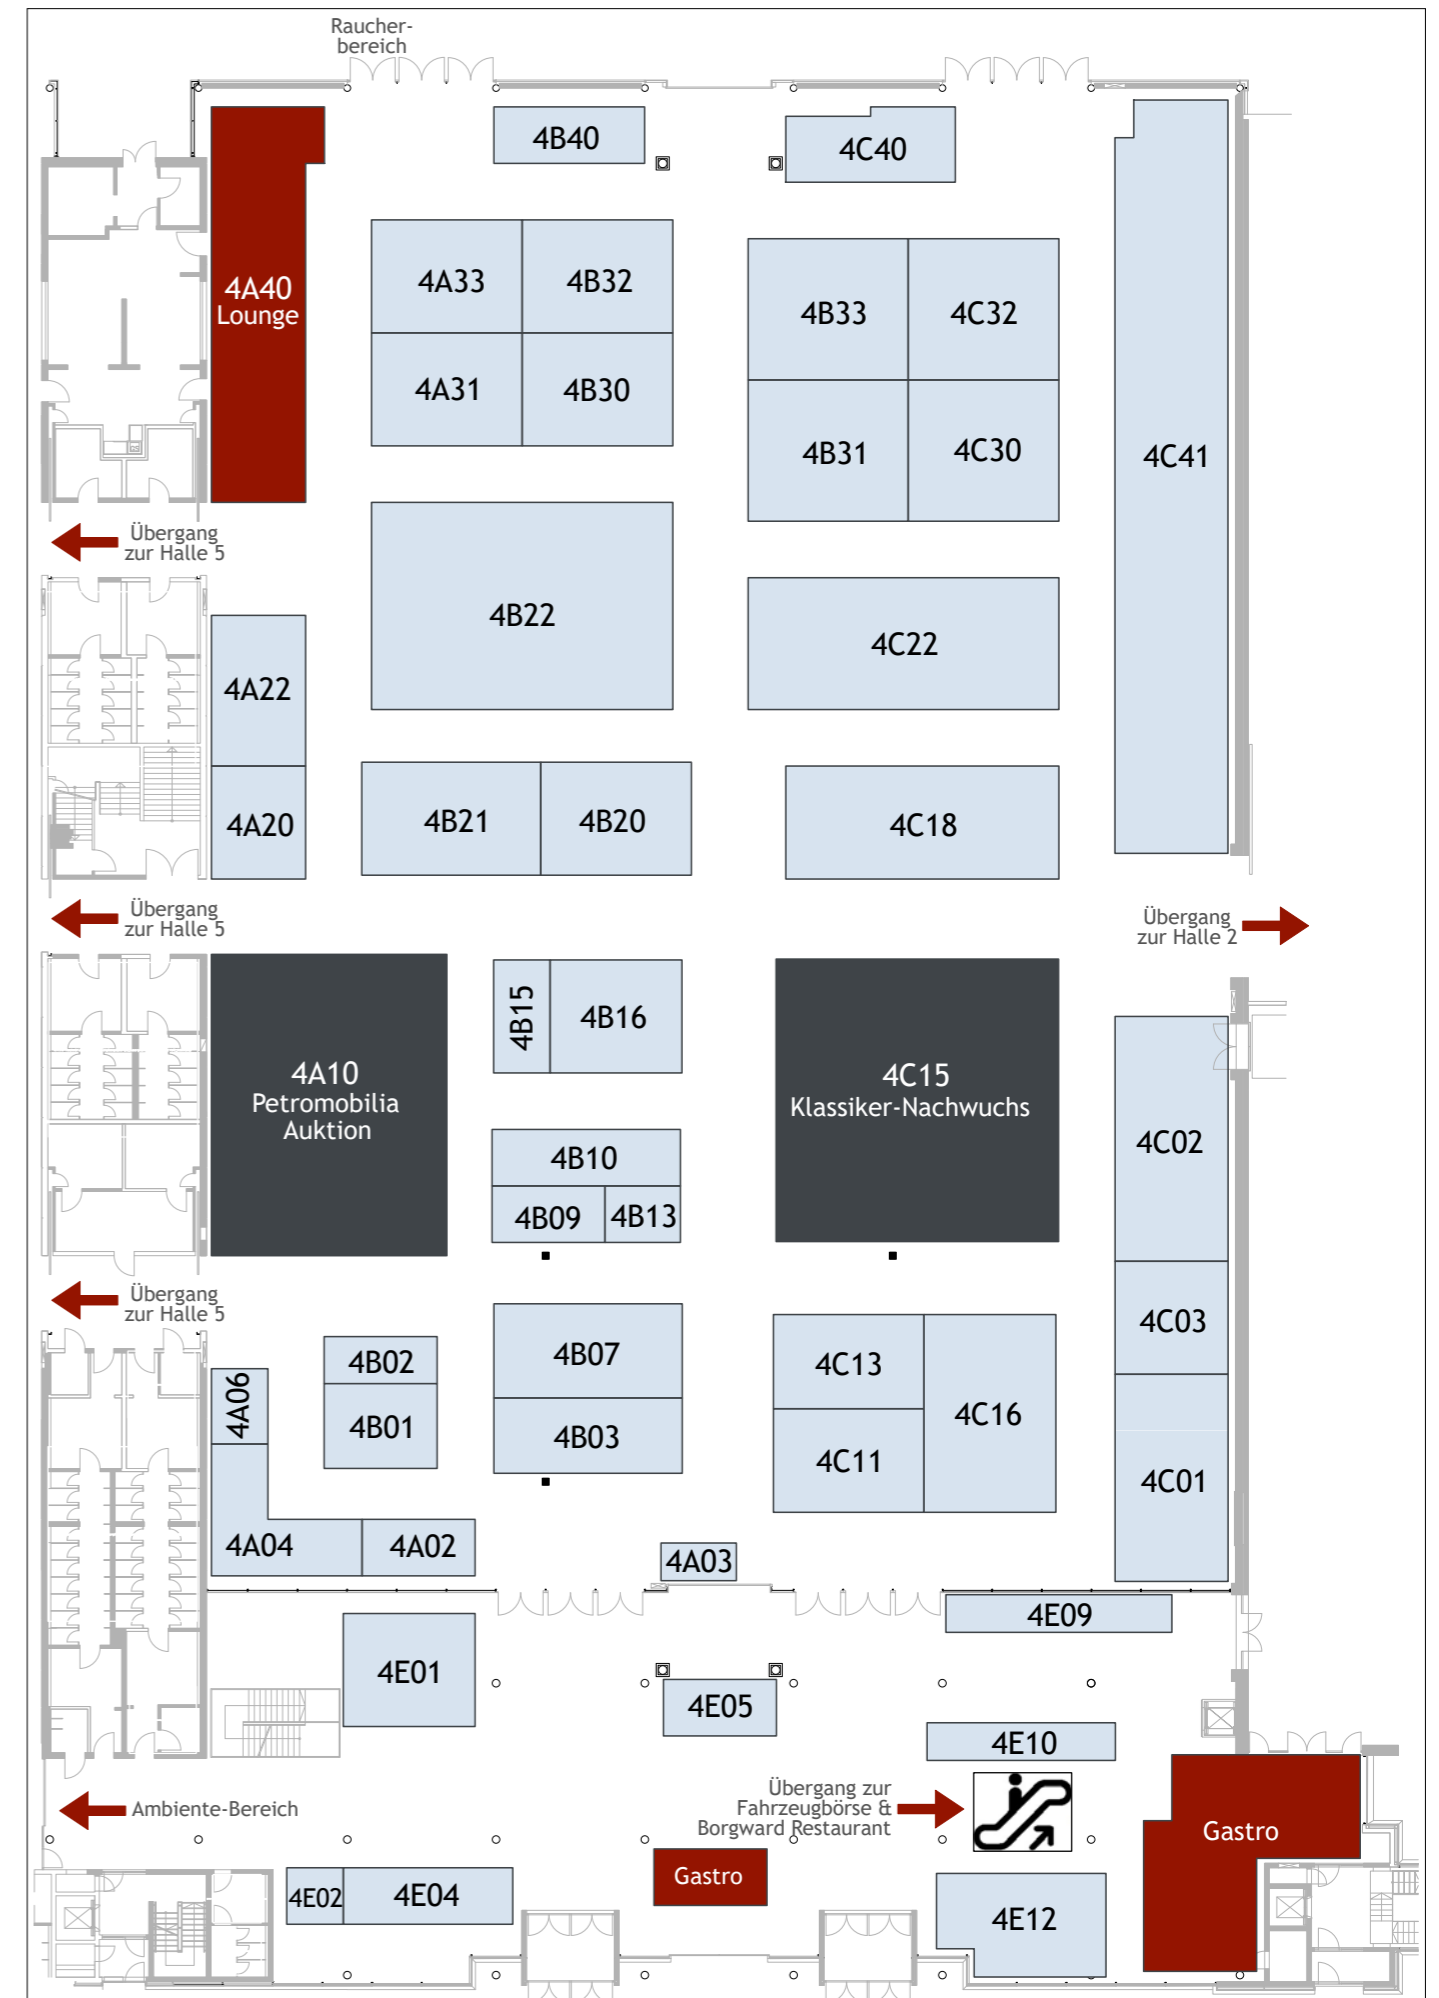 Raucher-
bereich
4B40
4C40
4A33
4B32
4A40
Lounge
4B33
4C32
4A31
4B30
4B31
4C30
4C41
Übergang
zur Halle 5
4B22
4C22
4A22
4A20
4B21
4B20
4C18
Übergang
zur Halle 5
Übergang
zur Halle 2
4B15
4B16
4A10
Petromobilia
Auktion
4C15
Klassiker-Nachwuchs
4C02
4B10
4B09
4B13
Übergang
zur Halle 5
4C03
4B02
4B07
4C13
4A06
4B01
4B03
4C16
4C11
4C01
4A04
4A02
4A03
4E09
4E01
4E05
4E10
Ambiente-Bereich
Übergang zur
Fahrzeugbörse &
Borgward Restaurant
Gastro
Gastro
4E02
4E04
4E12